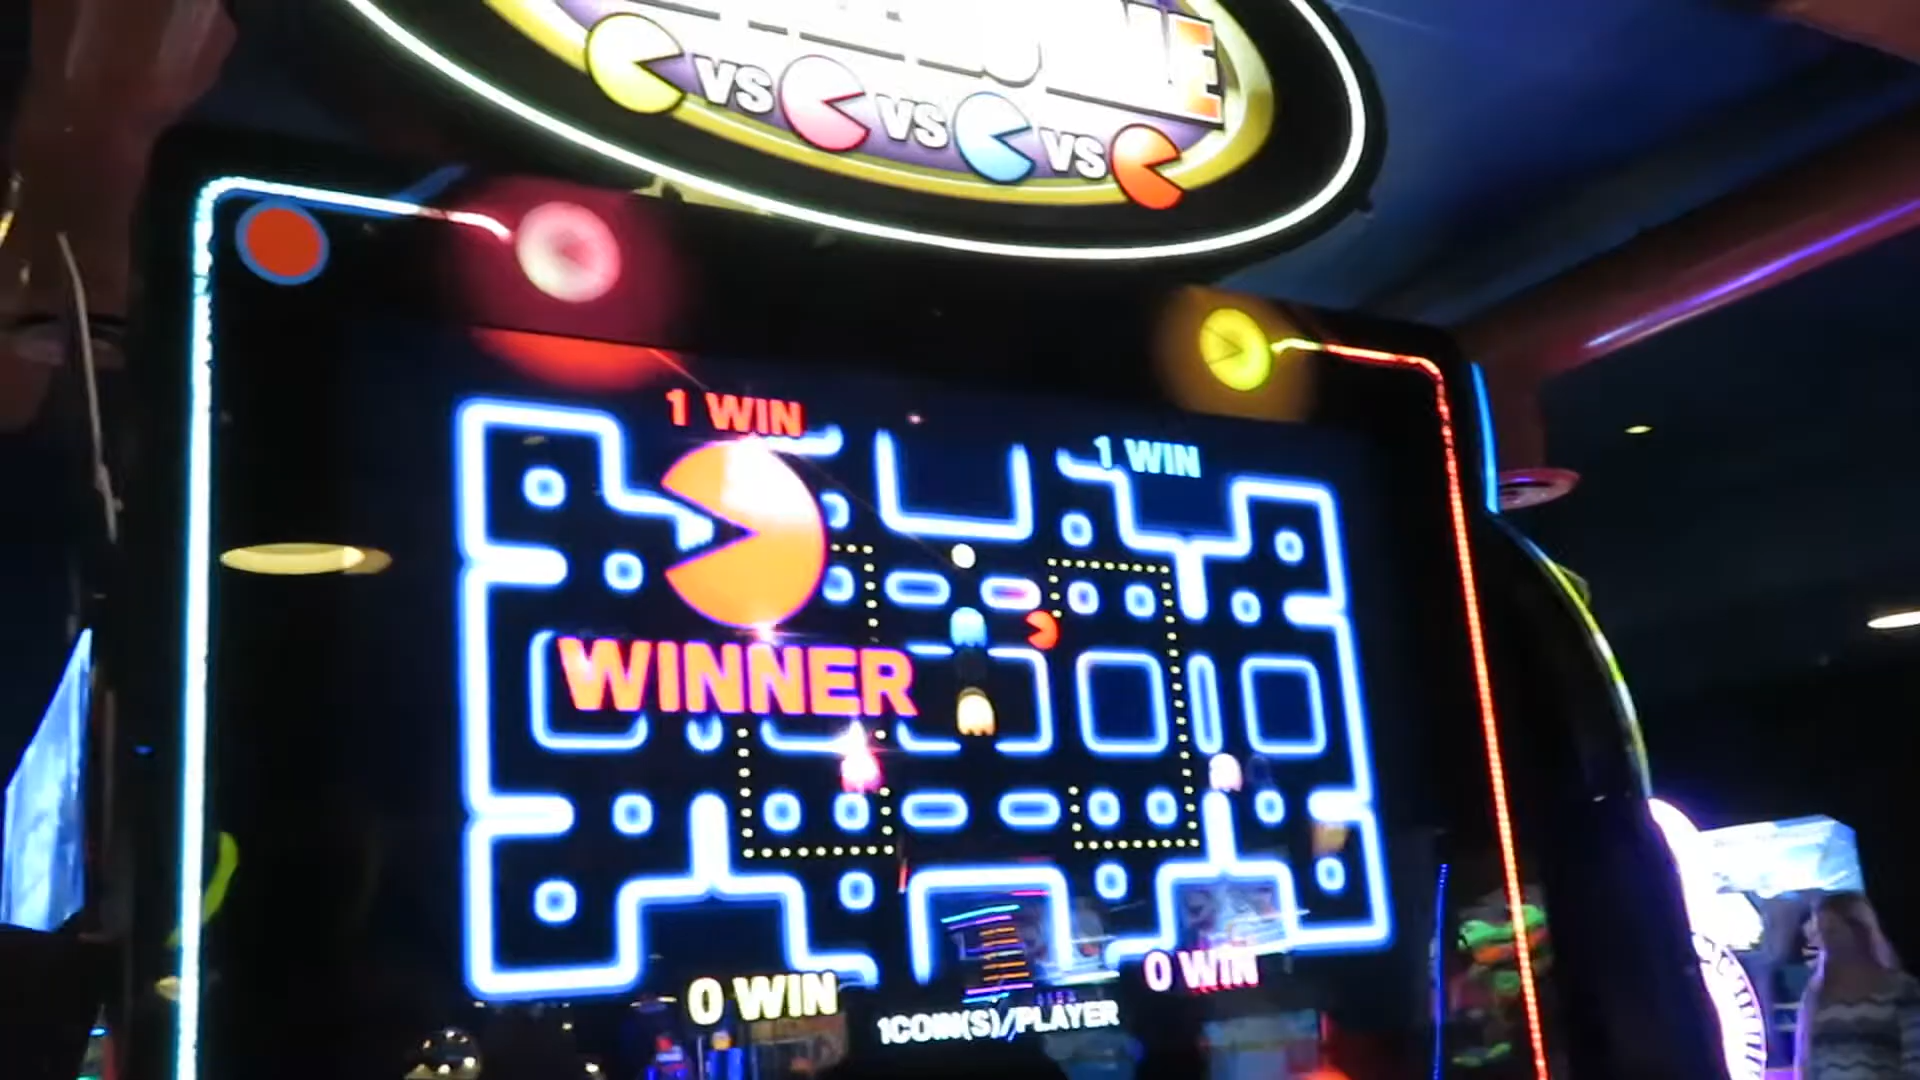 VS VS VS
1 WIN
1 WIN
WINNER
0 WIN
0 WIN
1COIN(S)/PLAYER